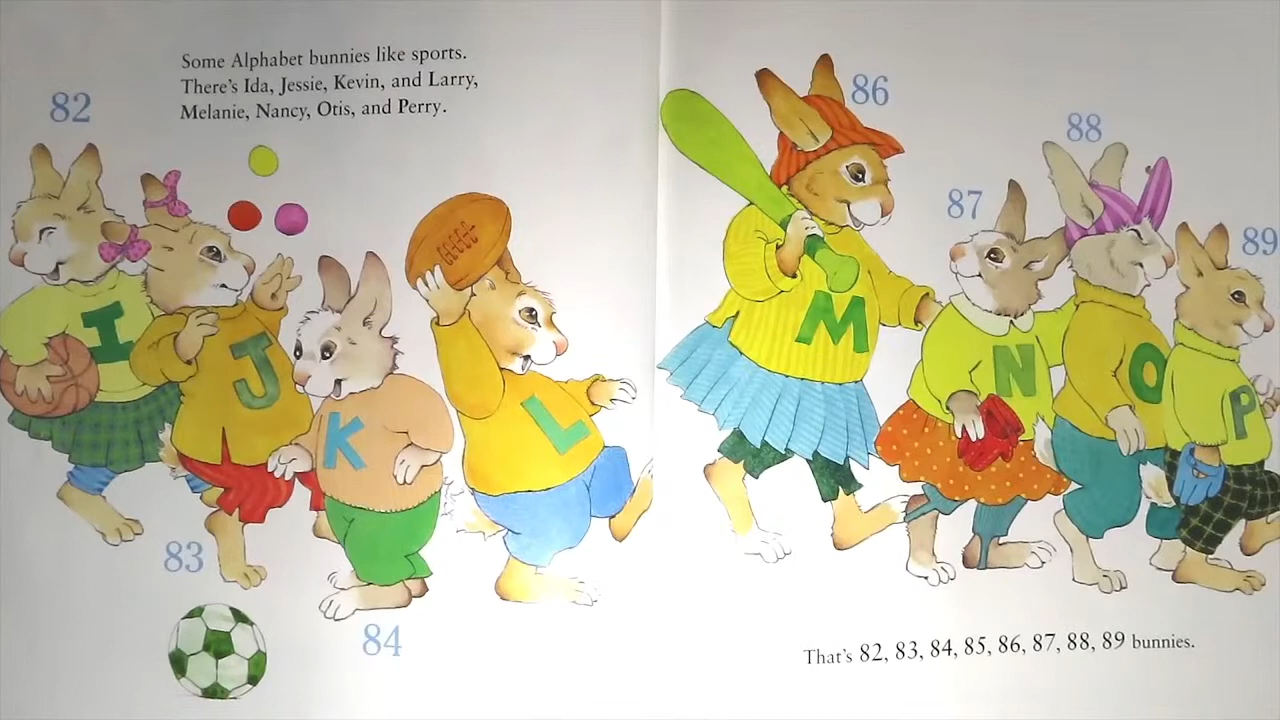 Some Alphabet bunnies like sports.
There's Ida, Jessie, Kevin, and Larry,
Melanie, Nancy, Otis, and Perry.
82
83
84
I
J
K
L
86
87
88
89
M
N
O
P
That's 82, 83, 84, 85, 86, 87, 88, 89 bunnies.